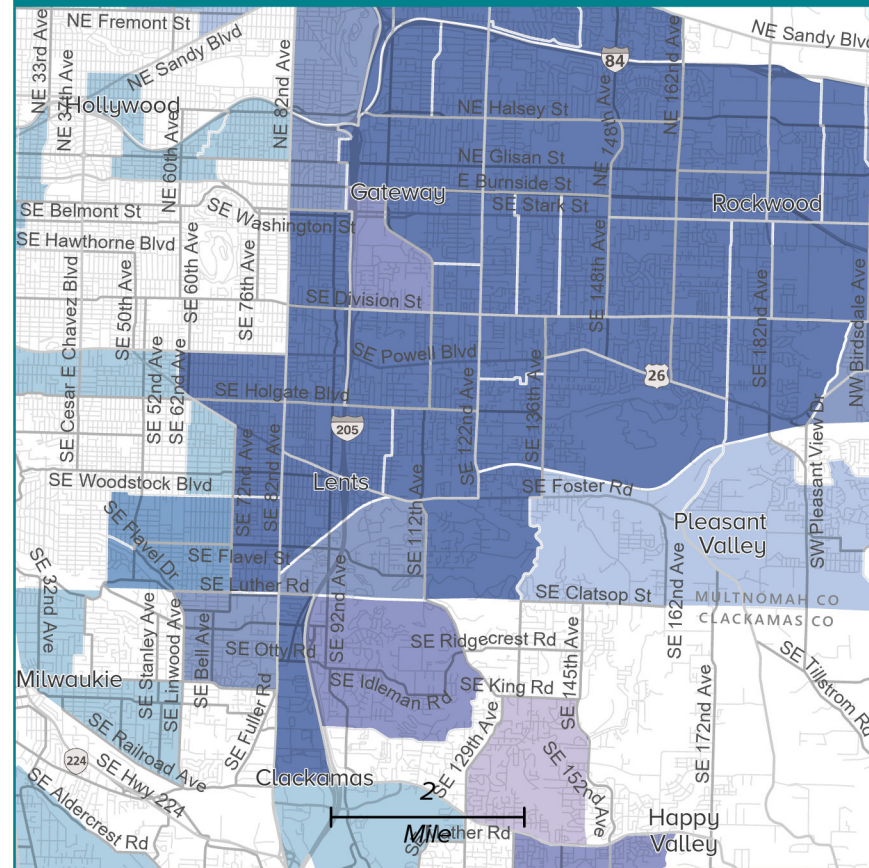 NE Fremont St
NE Sandy Blvd
NE Sandy Blvd
NE 33rd Ave
NE 37th Ave
Hollywood
NE 60th Ave
NE 82nd Ave
84
NE 148th Ave
NE 162nd Ave
NE Halsey St
NE Glisan St
E Burnside St
Gateway
SE Stark St
Rockwood
SE Belmont St
SE Washington St
SE Hawthorne Blvd
SE Cesar E Chavez Blvd
SE 50th Ave
SE 60th Ave
SE 76th Ave
SE Division St
SE 148th Ave
SE 182nd Ave
NW Birdsdale Ave
SE Powell Blvd
26
SE 52nd Ave
SE 62nd Ave
SE Holgate Blvd
205
SE 122nd Ave
SE 136th Ave
SE Woodstock Blvd
SE 72nd Ave
SE 82nd Ave
Lents
SE 112th Ave
SE Foster Rd
SW Pleasant View Dr
Pleasant
Valley
SE Flavel Dr
SE Flavel St
SE Luther Rd
SE 92nd Ave
SE Clatsop St
SE 162nd Ave
MULTNOMAH CO
CLACKAMAS CO
SE 32nd Ave
SE Stanley Ave
SE Linwood Ave
SE Bell Ave
SE Otty Rd
SE Ridgecrest Rd
SE 145th Ave
Milwaukie
SE Idleman Rd
SE King Rd
SE Fuller Rd
SE 129th Ave
SE 152nd Ave
SE 172nd Ave
SE Tillstrom Rd
SE Railroad Ave
224
SE Hwy 224
SE Aldercrest Rd
Clackamas
2
Mile
ther Rd
Happy
Valley